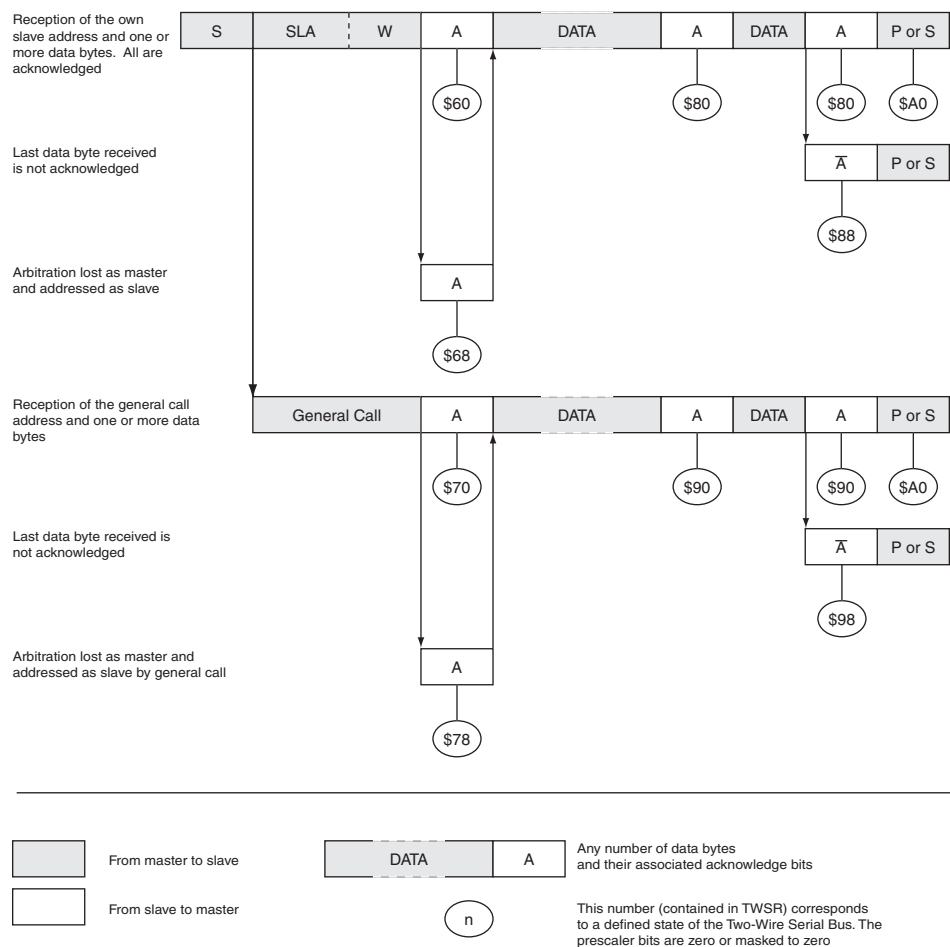 Reception of the own
slave address and one or
more data bytes.  All are
acknowledged
S SLA W A DATA A DATA A P or S
$60 $80 $80 $A0
Last data byte received
is not acknowledged
A̅ P or S
$88
Arbitration lost as master
and addressed as slave
A
$68
Reception of the general call
address and one or more data
bytes
General Call A DATA A DATA A P or S
$70 $90 $90 $A0
Last data byte received is
not acknowledged
A̅ P or S
$98
Arbitration lost as master and
addressed as slave by general call
A
$78
From master to slave
DATA A
Any number of data bytes
and their associated acknowledge bits
From slave to master
n
This number (contained in TWSR) corresponds
to a defined state of the Two-Wire Serial Bus. The
prescaler bits are zero or masked to zero